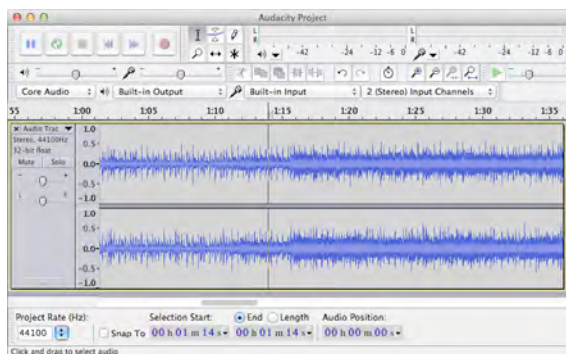 Audacity Project
L
R
-42 -24 -12 -6 0
L
R
-42 -24 -12 -6 0
Core Audio
Built-in Output
Built-in Input
2 (Stereo) Input Channels
55 1:00 1:05 1:10 1:15 1:20 1:25 1:30 1:35
Audio Trac
Stereo, 44100Hz
32-bit float
Mute Solo
- +
L R
1.0
0.5-
0.0-
-0.5-
-1.0
1.0
0.5-
0.0-
-0.5-
-1.0
Project Rate (Hz): Selection Start: End Length Audio Position:
44100 Snap To 00 h 01 m 14 s 00 h 01 m 14 s 00 h 00 m 00 s
Click and drag to select audio